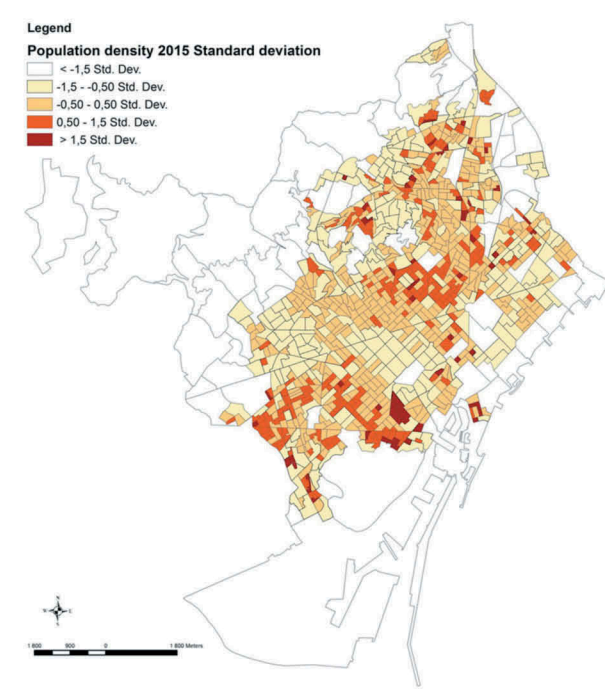 Legend
Population density 2015 Standard deviation
< -1,5 Std. Dev.
-1,5 - -0,50 Std. Dev.
-0,50 - 0,50 Std. Dev.
0,50 - 1,5 Std. Dev.
> 1,5 Std. Dev.
N
W E
S
1 800 900 0 1 800 Meters